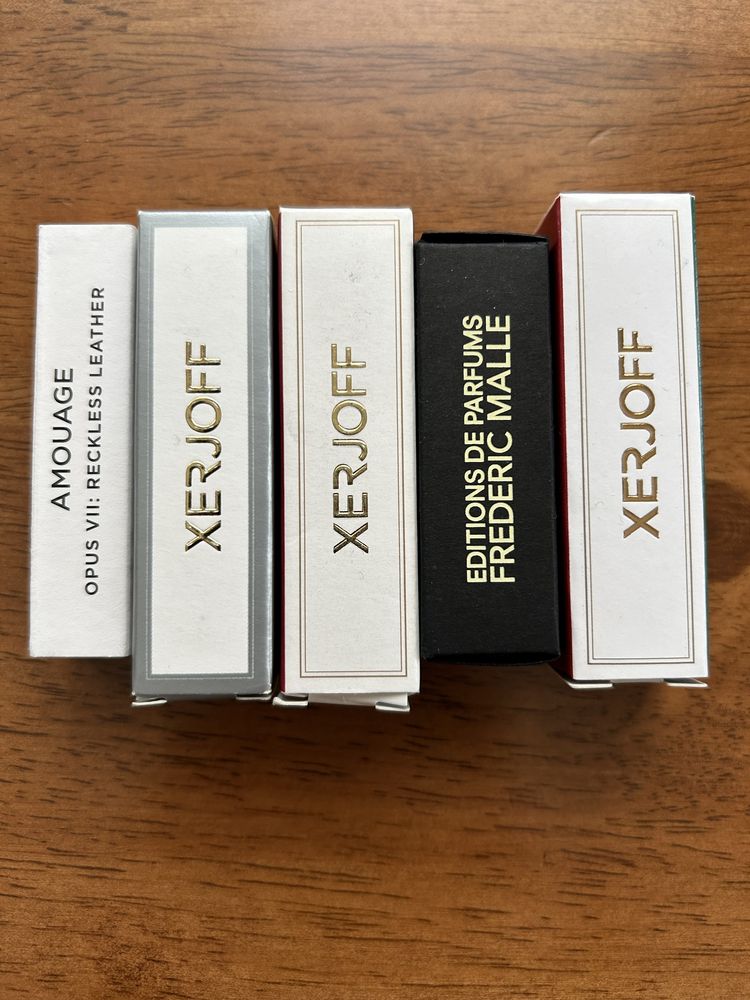 AMOUAGE
OPUS VII: RECKLESS LEATHER
XERJOFF
XERJOFF
EDITIONS DE PARFUMS
FREDERIC MALLE
XERJOFF